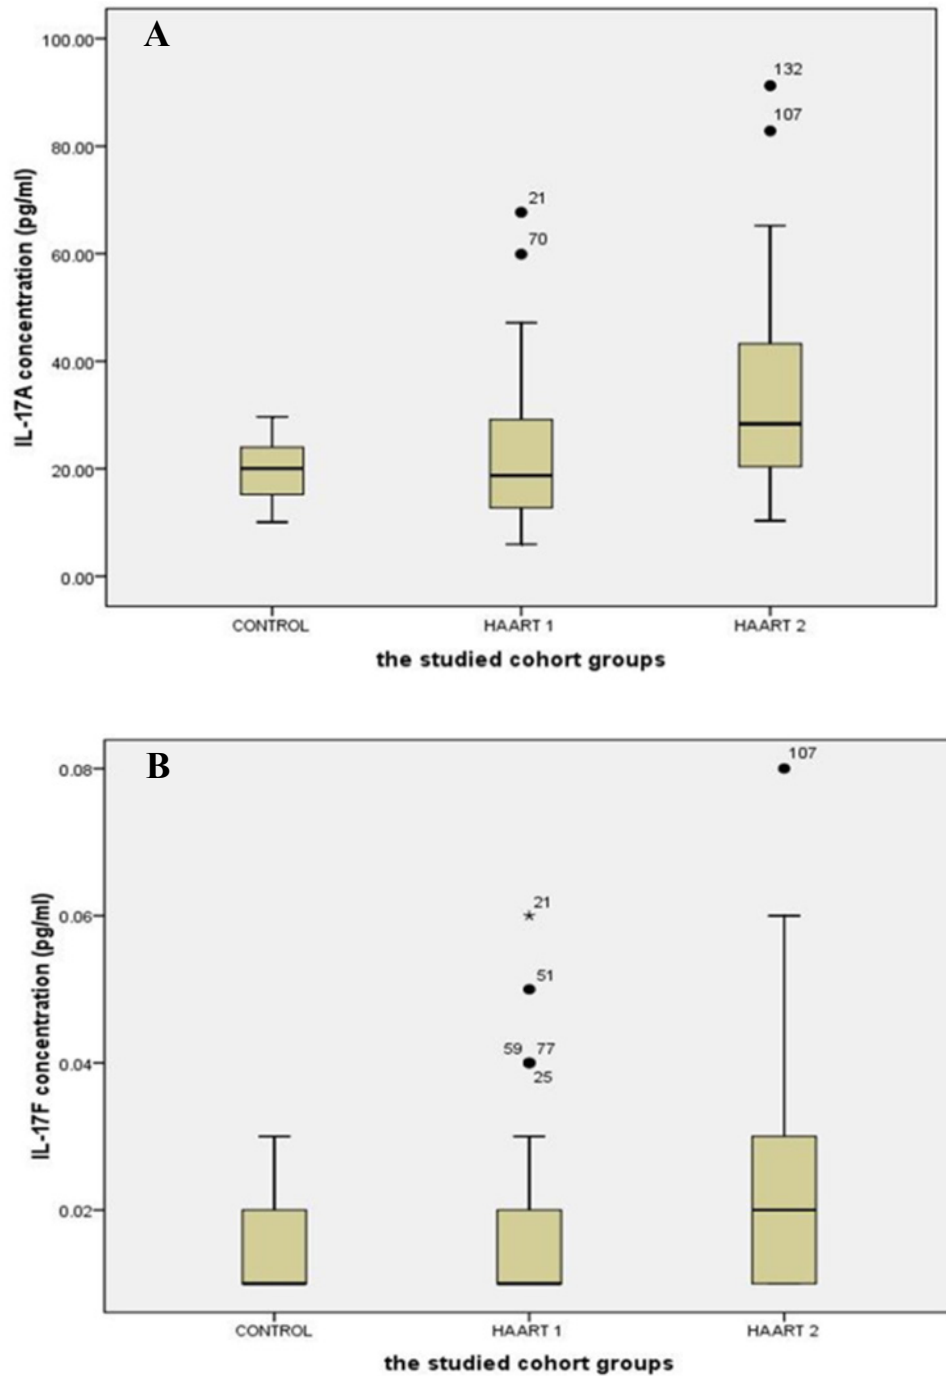 A
100.00
80.00
60.00
40.00
20.00
0.00
IL-17A concentration (pg/ml)
132
107
21
70
CONTROL HAART 1 HAART 2
the studied cohort groups
B
0.08
0.06
0.04
0.02
IL-17F concentration (pg/ml)
107
21
51
59 77
25
CONTROL HAART 1 HAART 2
the studied cohort groups